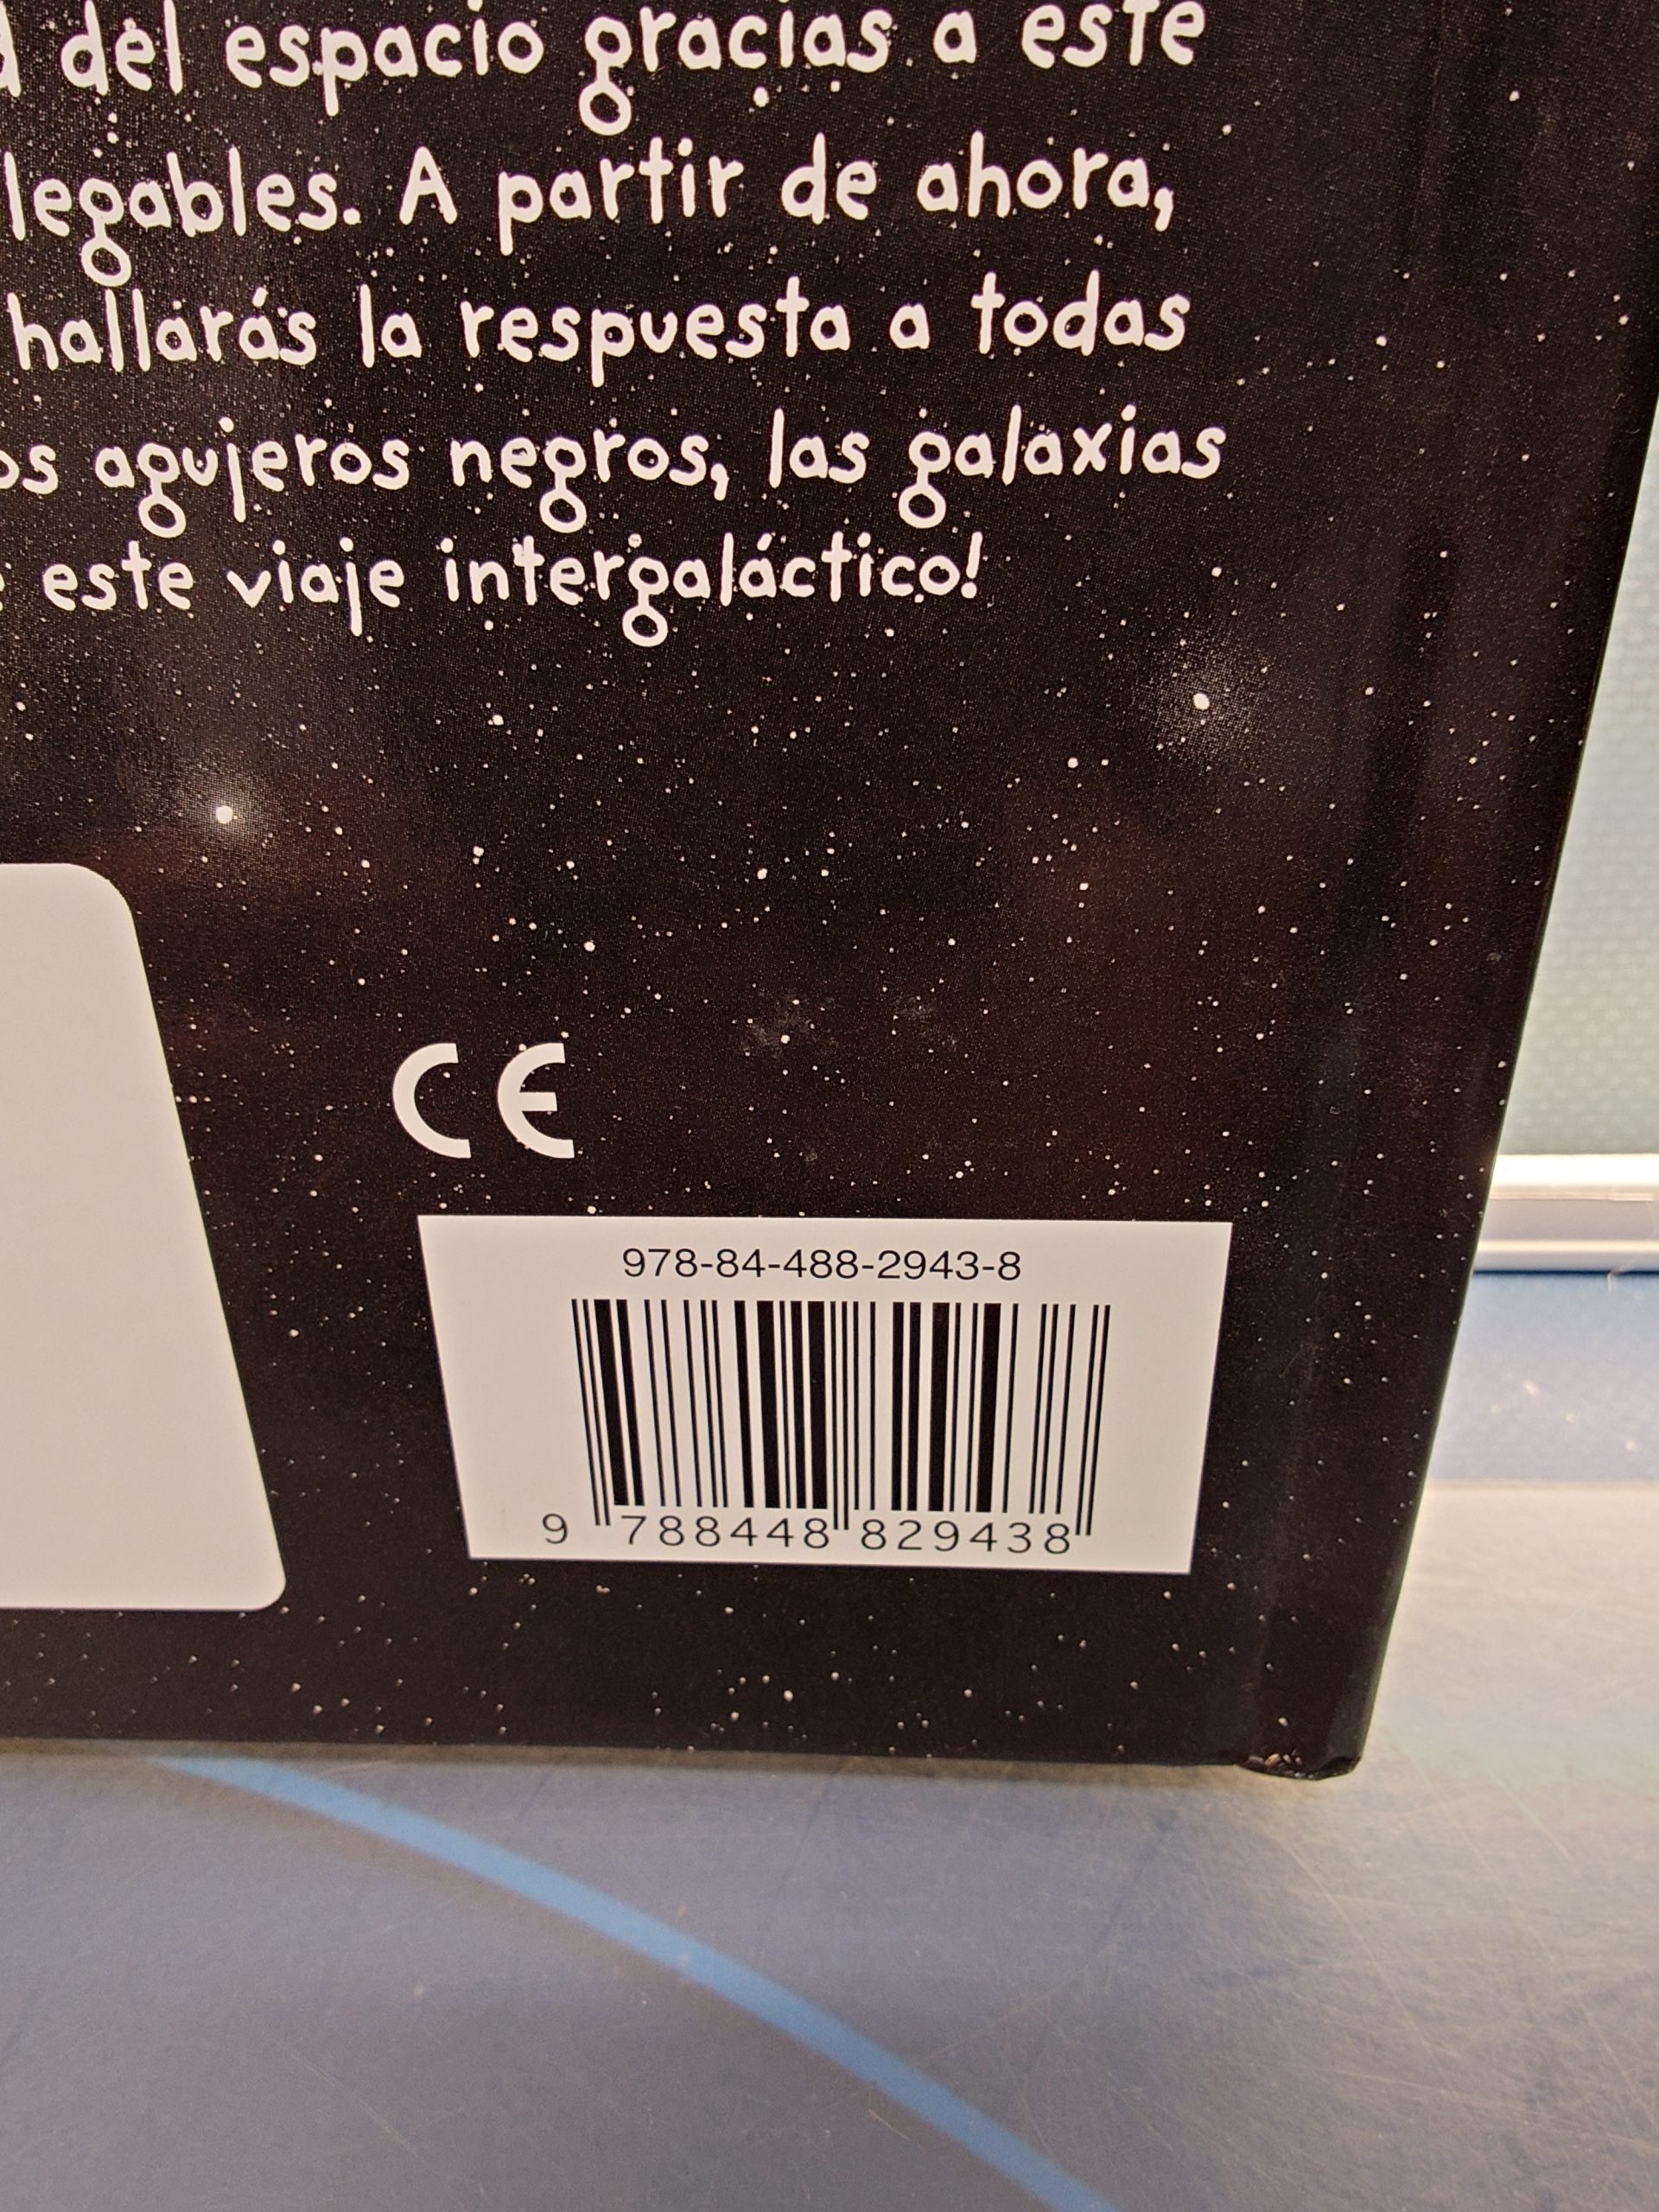 del espacio gracias a este
legables. A partir de ahora,
hallarás la respuesta a todas
os agujeros negros, las galaxias
este viaje intergaláctico!
CE
978-84-488-2943-8
9 788448 829438